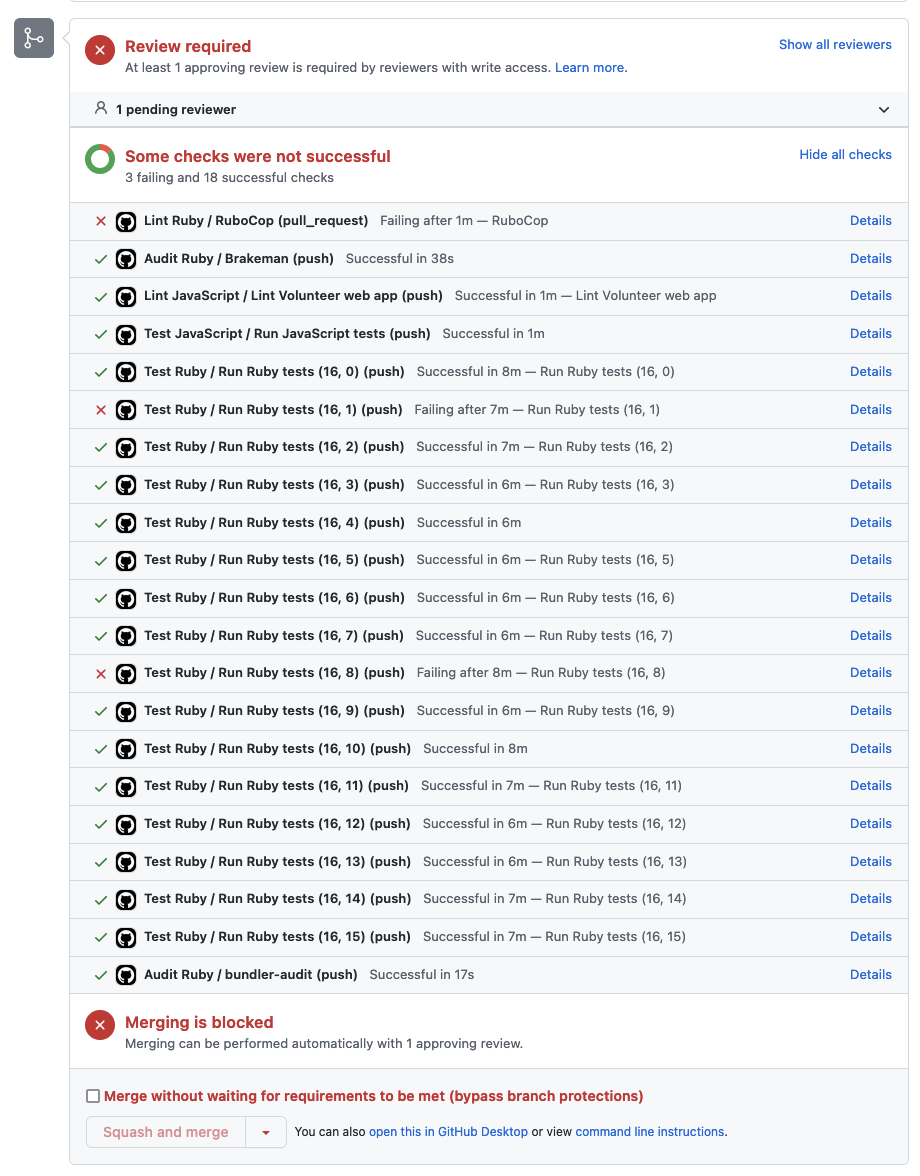 Review required
Show all reviewers
At least 1 approving review is required by reviewers with write access. Learn more.
1 pending reviewer
Some checks were not successful
Hide all checks
3 failing and 18 successful checks
Lint Ruby / RuboCop (pull_request) Failing after 1m — RuboCop Details
Audit Ruby / Brakeman (push) Successful in 38s Details
Lint JavaScript / Lint Volunteer web app (push) Successful in 1m — Lint Volunteer web app Details
Test JavaScript / Run JavaScript tests (push) Successful in 1m Details
Test Ruby / Run Ruby tests (16, 0) (push) Successful in 8m — Run Ruby tests (16, 0) Details
Test Ruby / Run Ruby tests (16, 1) (push) Failing after 7m — Run Ruby tests (16, 1) Details
Test Ruby / Run Ruby tests (16, 2) (push) Successful in 7m — Run Ruby tests (16, 2) Details
Test Ruby / Run Ruby tests (16, 3) (push) Successful in 6m — Run Ruby tests (16, 3) Details
Test Ruby / Run Ruby tests (16, 4) (push) Successful in 6m Details
Test Ruby / Run Ruby tests (16, 5) (push) Successful in 6m — Run Ruby tests (16, 5) Details
Test Ruby / Run Ruby tests (16, 6) (push) Successful in 6m — Run Ruby tests (16, 6) Details
Test Ruby / Run Ruby tests (16, 7) (push) Successful in 6m — Run Ruby tests (16, 7) Details
Test Ruby / Run Ruby tests (16, 8) (push) Failing after 8m — Run Ruby tests (16, 8) Details
Test Ruby / Run Ruby tests (16, 9) (push) Successful in 6m — Run Ruby tests (16, 9) Details
Test Ruby / Run Ruby tests (16, 10) (push) Successful in 8m Details
Test Ruby / Run Ruby tests (16, 11) (push) Successful in 7m — Run Ruby tests (16, 11) Details
Test Ruby / Run Ruby tests (16, 12) (push) Successful in 6m — Run Ruby tests (16, 12) Details
Test Ruby / Run Ruby tests (16, 13) (push) Successful in 6m — Run Ruby tests (16, 13) Details
Test Ruby / Run Ruby tests (16, 14) (push) Successful in 7m — Run Ruby tests (16, 14) Details
Test Ruby / Run Ruby tests (16, 15) (push) Successful in 7m — Run Ruby tests (16, 15) Details
Audit Ruby / bundler-audit (push) Successful in 17s Details
Merging is blocked
Merging can be performed automatically with 1 approving review.
Merge without waiting for requirements to be met (bypass branch protections)
Squash and merge
You can also open this in GitHub Desktop or view command line instructions.